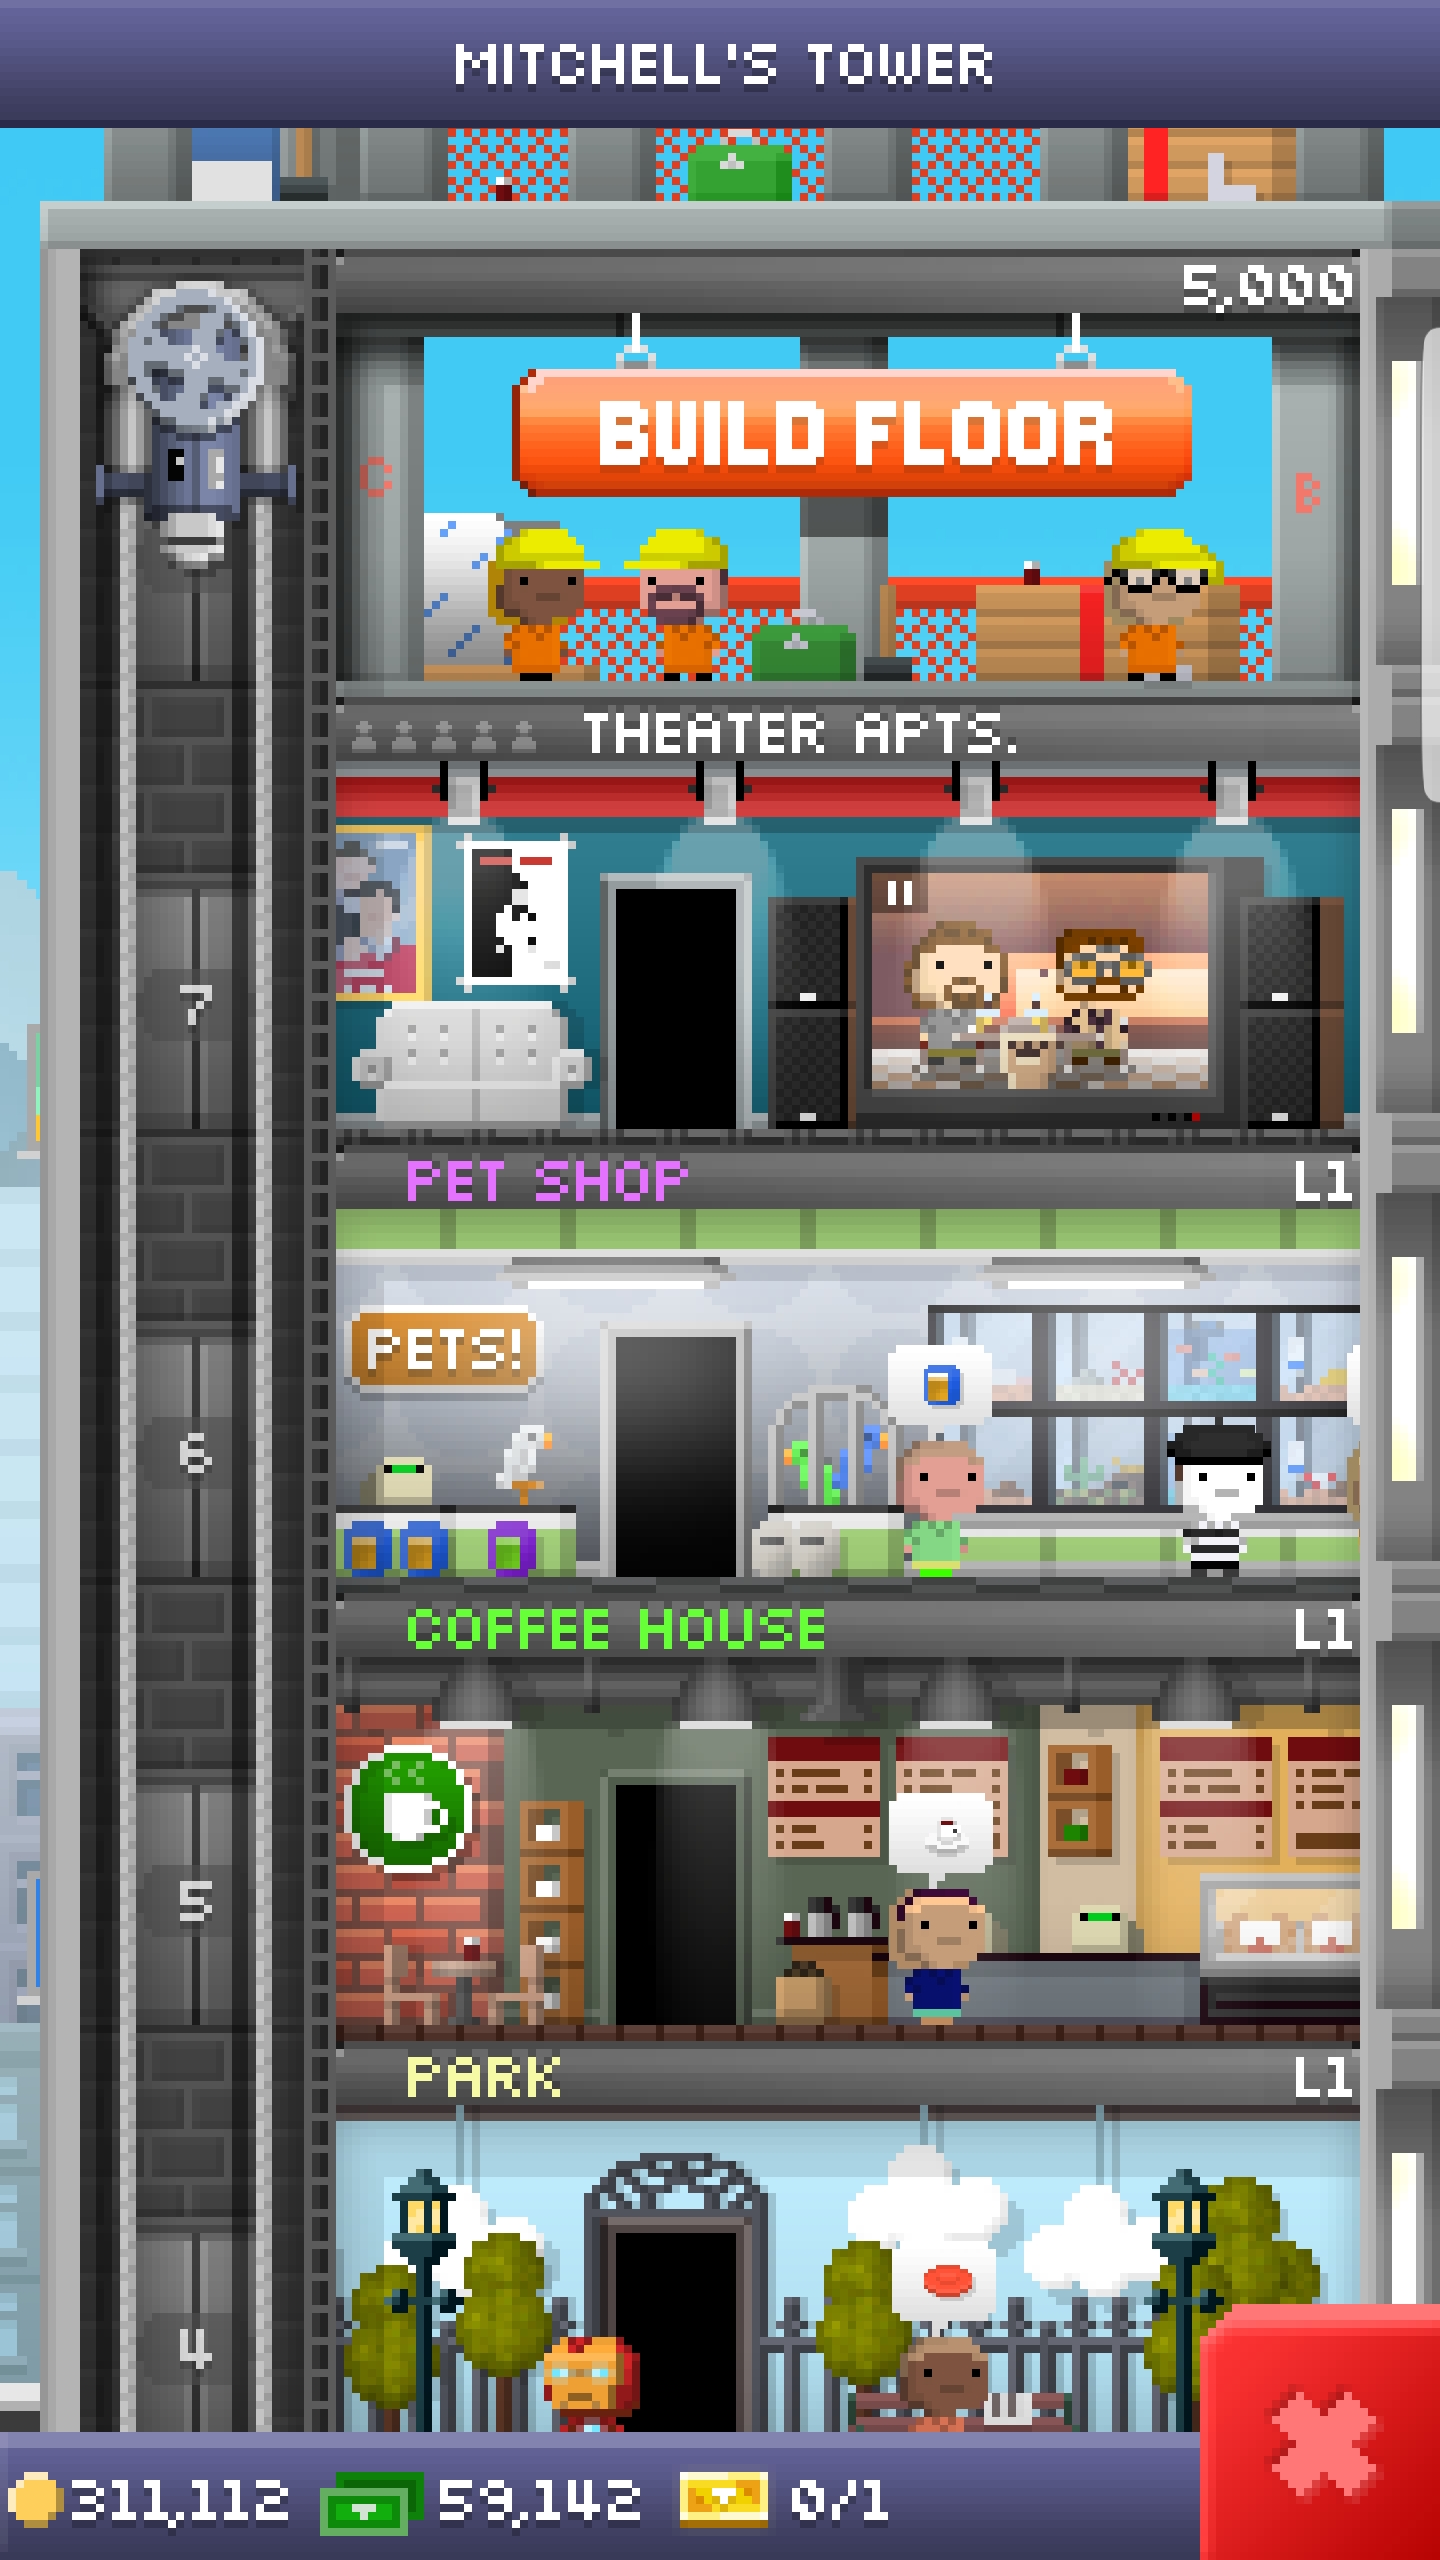 MITCHELL'S TOWER
5,000
BUILD FLOOR
C
B
THEATER APTS.
7
PET SHOP L1
PETS!
6
COFFEE HOUSE L1
5
PARK L1
4
311,112 59,142 0/1